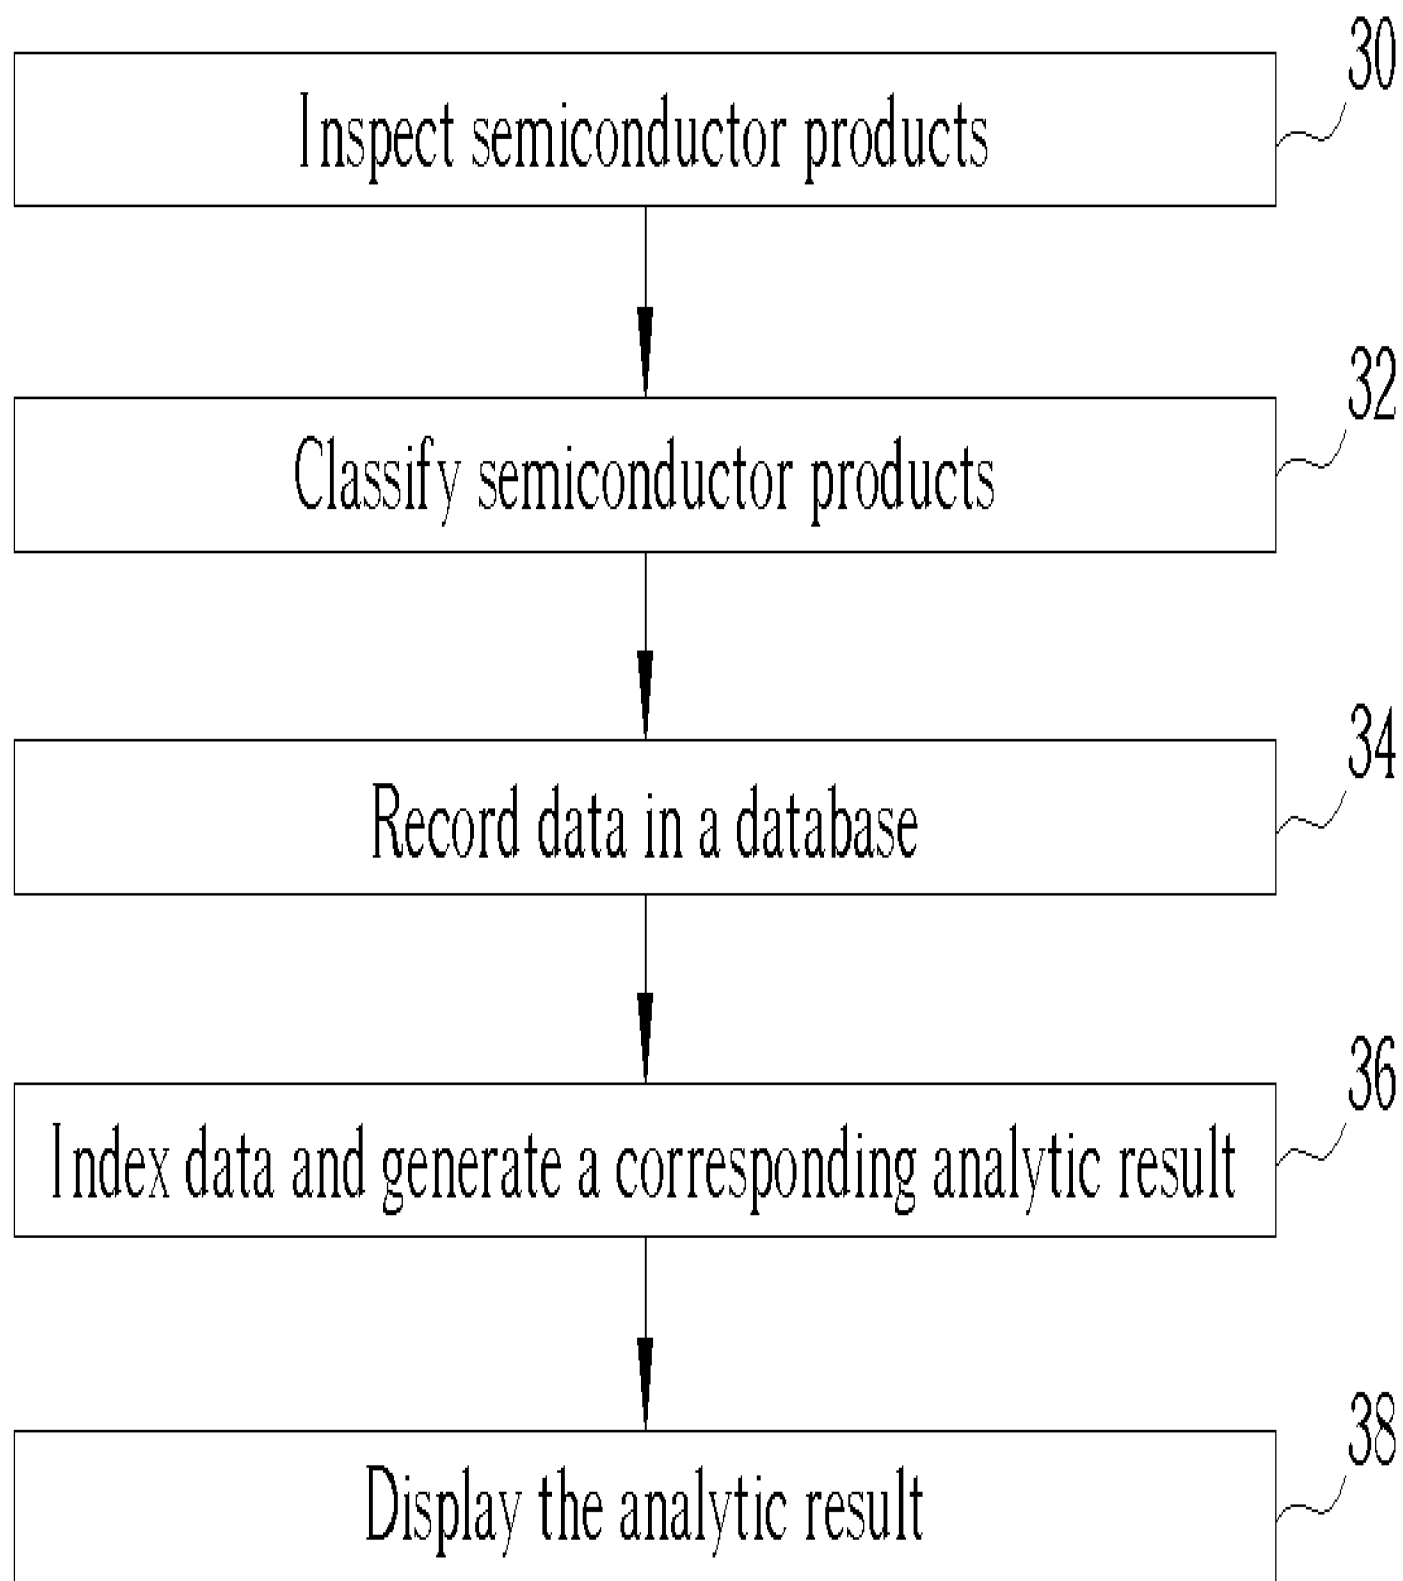 30
Inspect semiconductor products
32
Classify semiconductor products
34
Record data in a database
36
Index data and generate a corresponding analytic result
38
Display the analytic result